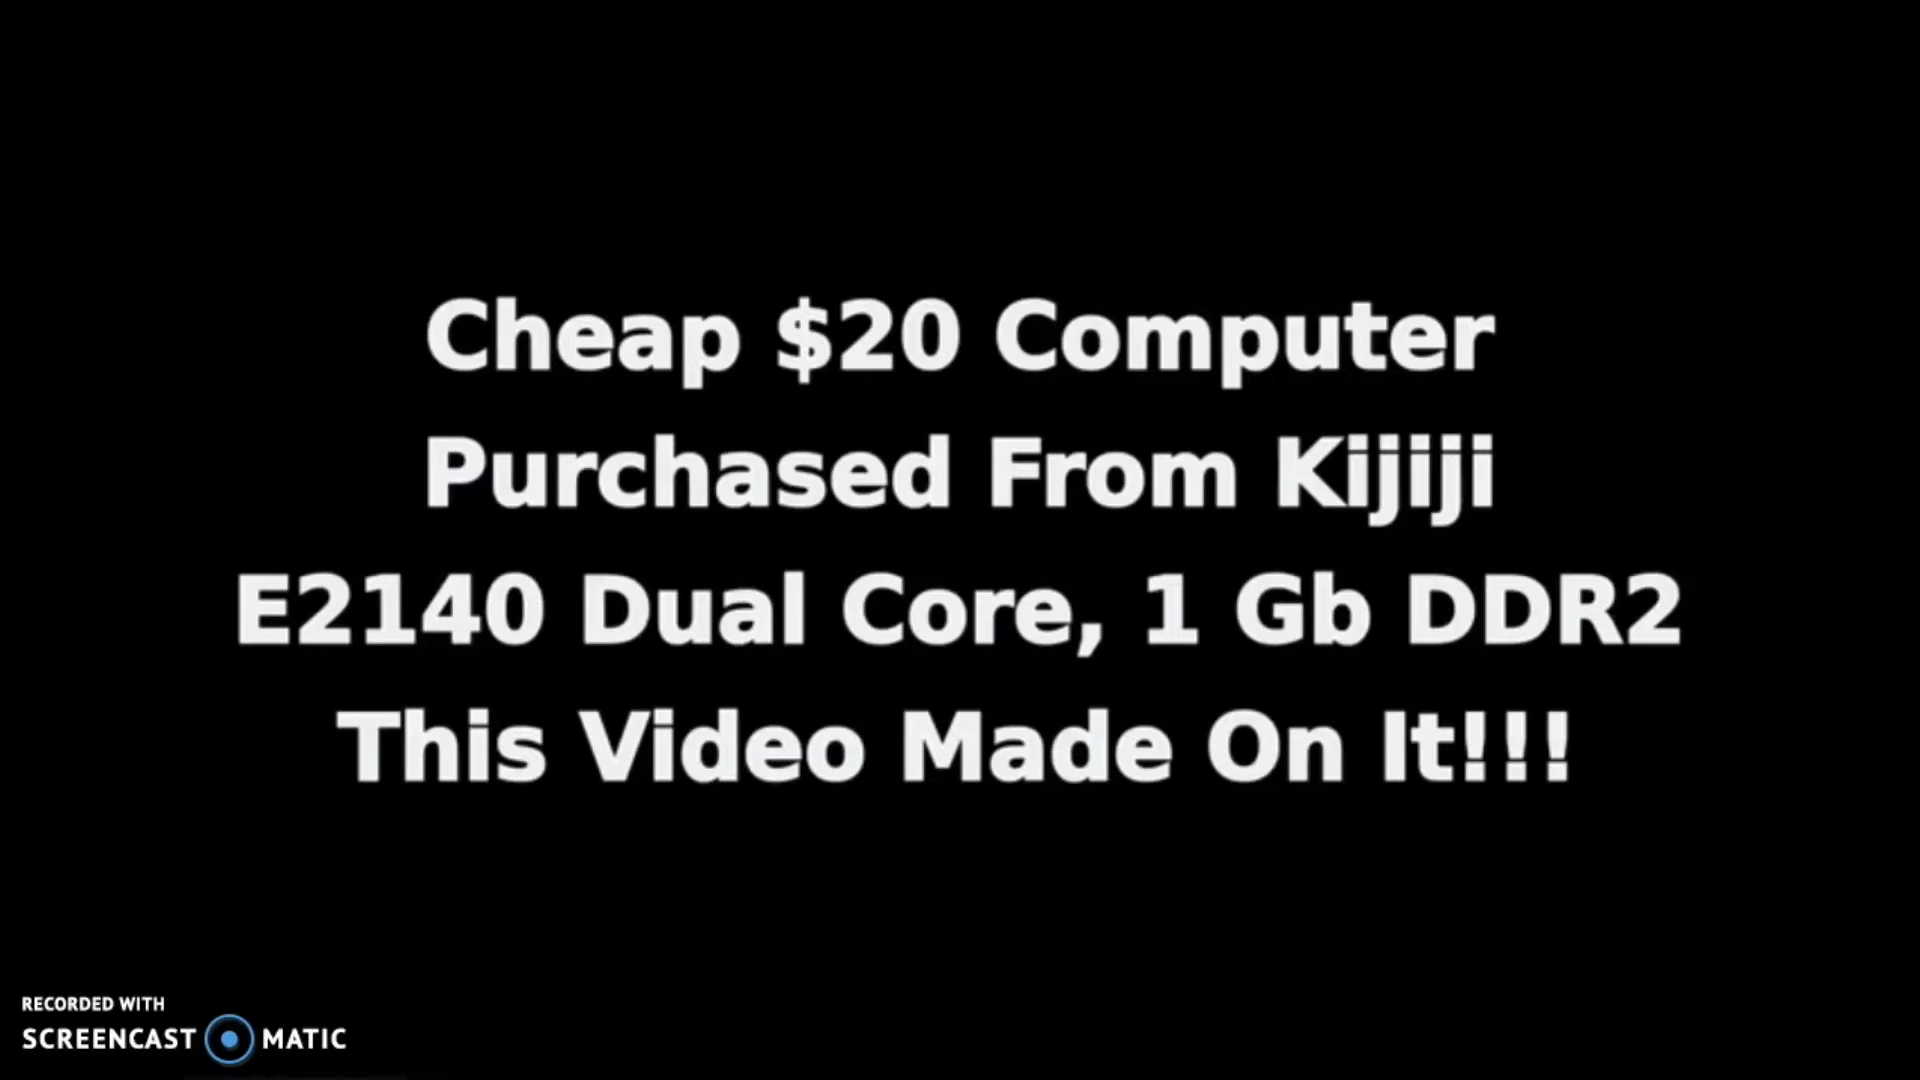 Cheap $20 Computer
Purchased From Kijiji
E2140 Dual Core, 1 Gb DDR2
This Video Made On It!!!
RECORDED WITH
SCREENCAST MATIC